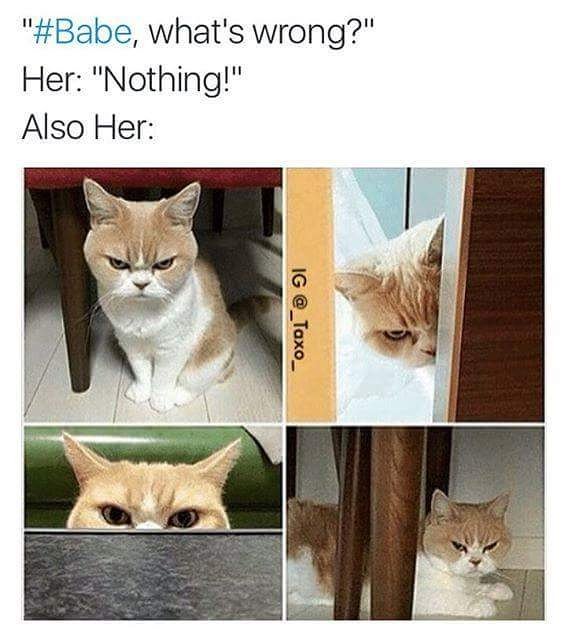 "#Babe, what's wrong?"
Her: "Nothing!"
Also Her:
IG @_Taxo_